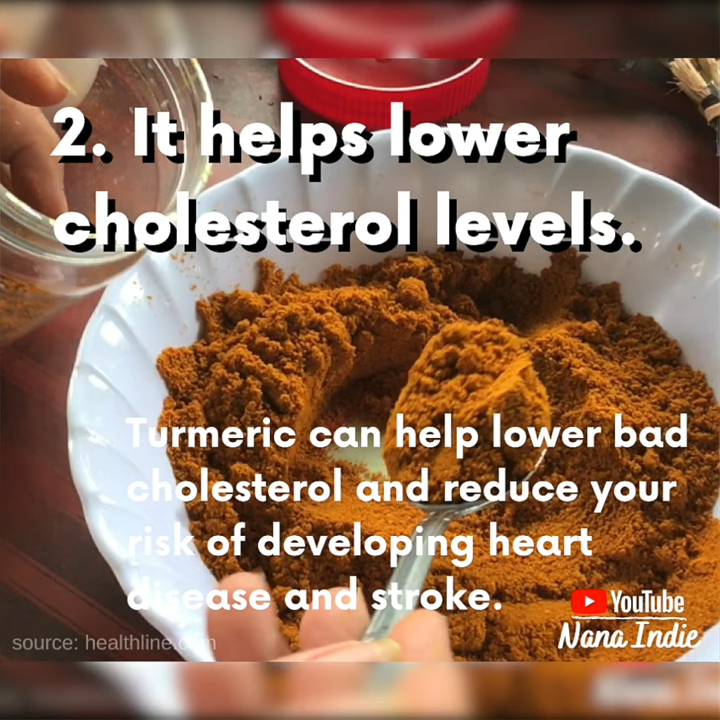 2. It helps lower
cholesterol levels.
Turmeric can help lower bad
cholesterol and reduce your
risk of developing heart
disease and stroke.
YouTube
Nana Indie
source: healthline.com